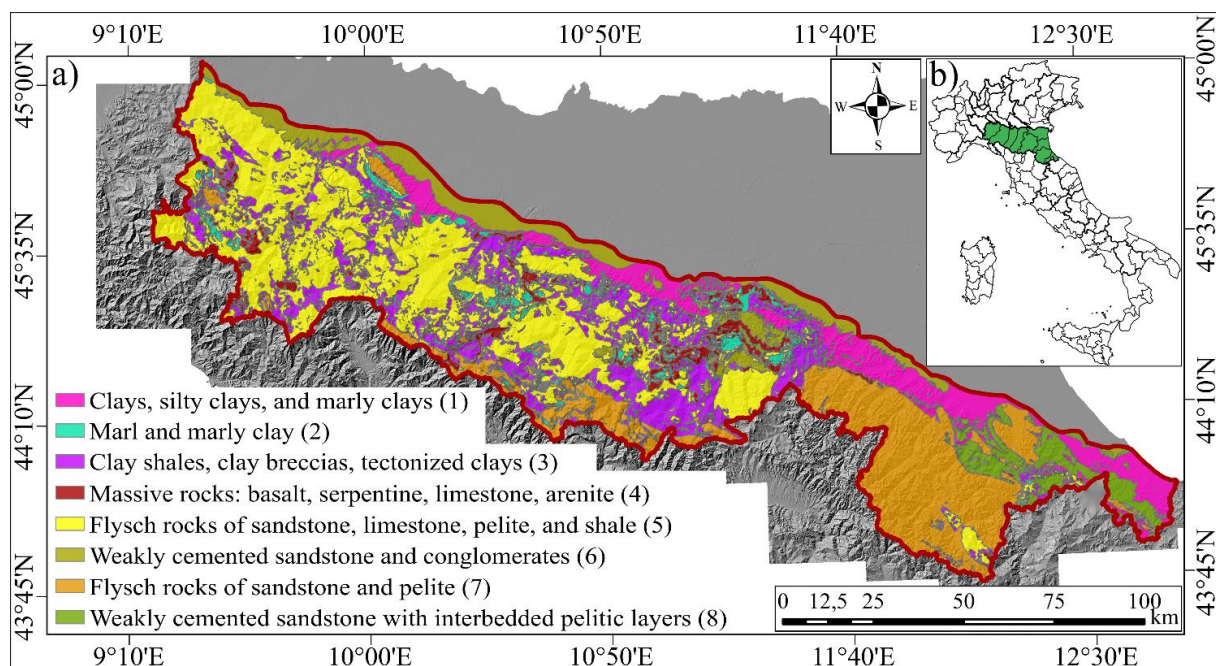 9°10'E 10°00'E 10°50'E 11°40'E 12°30'E
a)
b)
N
W E
S
45°00'N
45°35'N
44°10'N
43°45'N
45°00'N
45°35'N
44°10'N
43°45'N
Clays, silty clays, and marly clays (1)
Marl and marly clay (2)
Clay shales, clay breccias, tectonized clays (3)
Massive rocks: basalt, serpentine, limestone, arenite (4)
Flysch rocks of sandstone, limestone, pelite, and shale (5)
Weakly cemented sandstone and conglomerates (6)
Flysch rocks of sandstone and pelite (7)
Weakly cemented sandstone with interbedded pelitic layers (8)
0 12,5 25 50 75 100
km
9°10'E 10°00'E 10°50'E 11°40'E 12°30'E